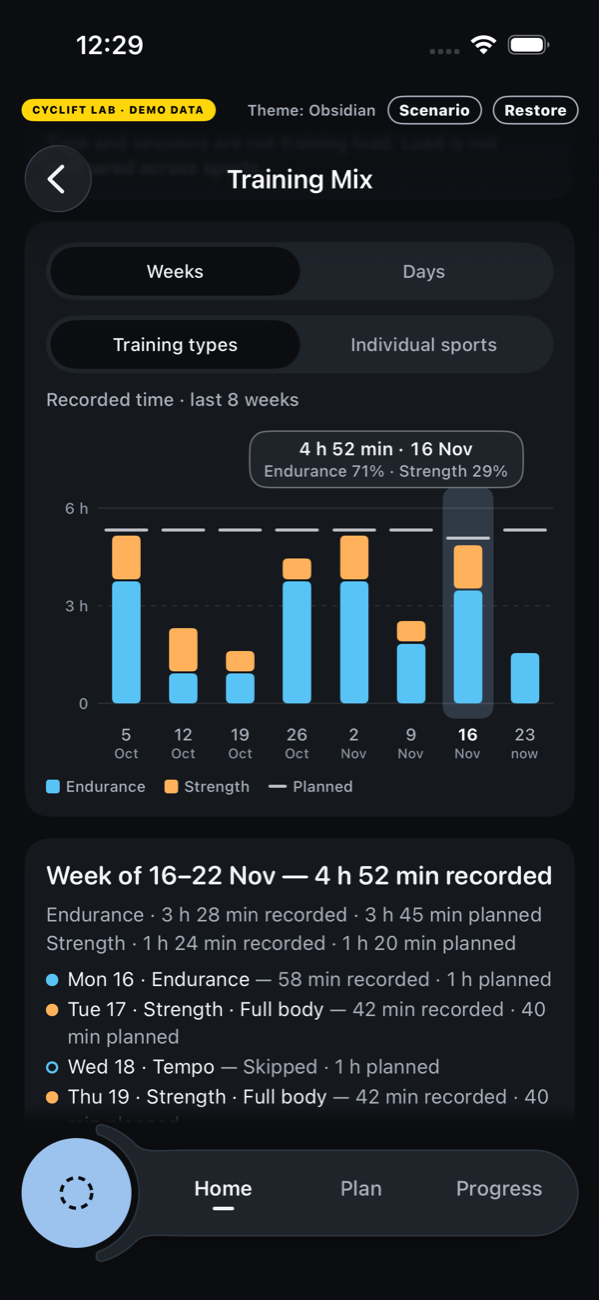 12:29
CYCLIFT LAB · DEMO DATA
Theme: Obsidian
Scenario
Restore
Training Mix
Weeks
Days
Training types
Individual sports
Recorded time · last 8 weeks
4 h 52 min · 16 Nov
Endurance 71% · Strength 29%
6 h
3 h
0
5 Oct
12 Oct
19 Oct
26 Oct
2 Nov
9 Nov
16 Nov
23 now
Endurance
Strength
Planned
Week of 16–22 Nov — 4 h 52 min recorded
Endurance · 3 h 28 min recorded · 3 h 45 min planned
Strength · 1 h 24 min recorded · 1 h 20 min planned
Mon 16 · Endurance — 58 min recorded · 1 h planned
Tue 17 · Strength · Full body — 42 min recorded · 40
min planned
Wed 18 · Tempo — Skipped · 1 h planned
Thu 19 · Strength · Full body — 42 min recorded · 40
Home
Plan
Progress